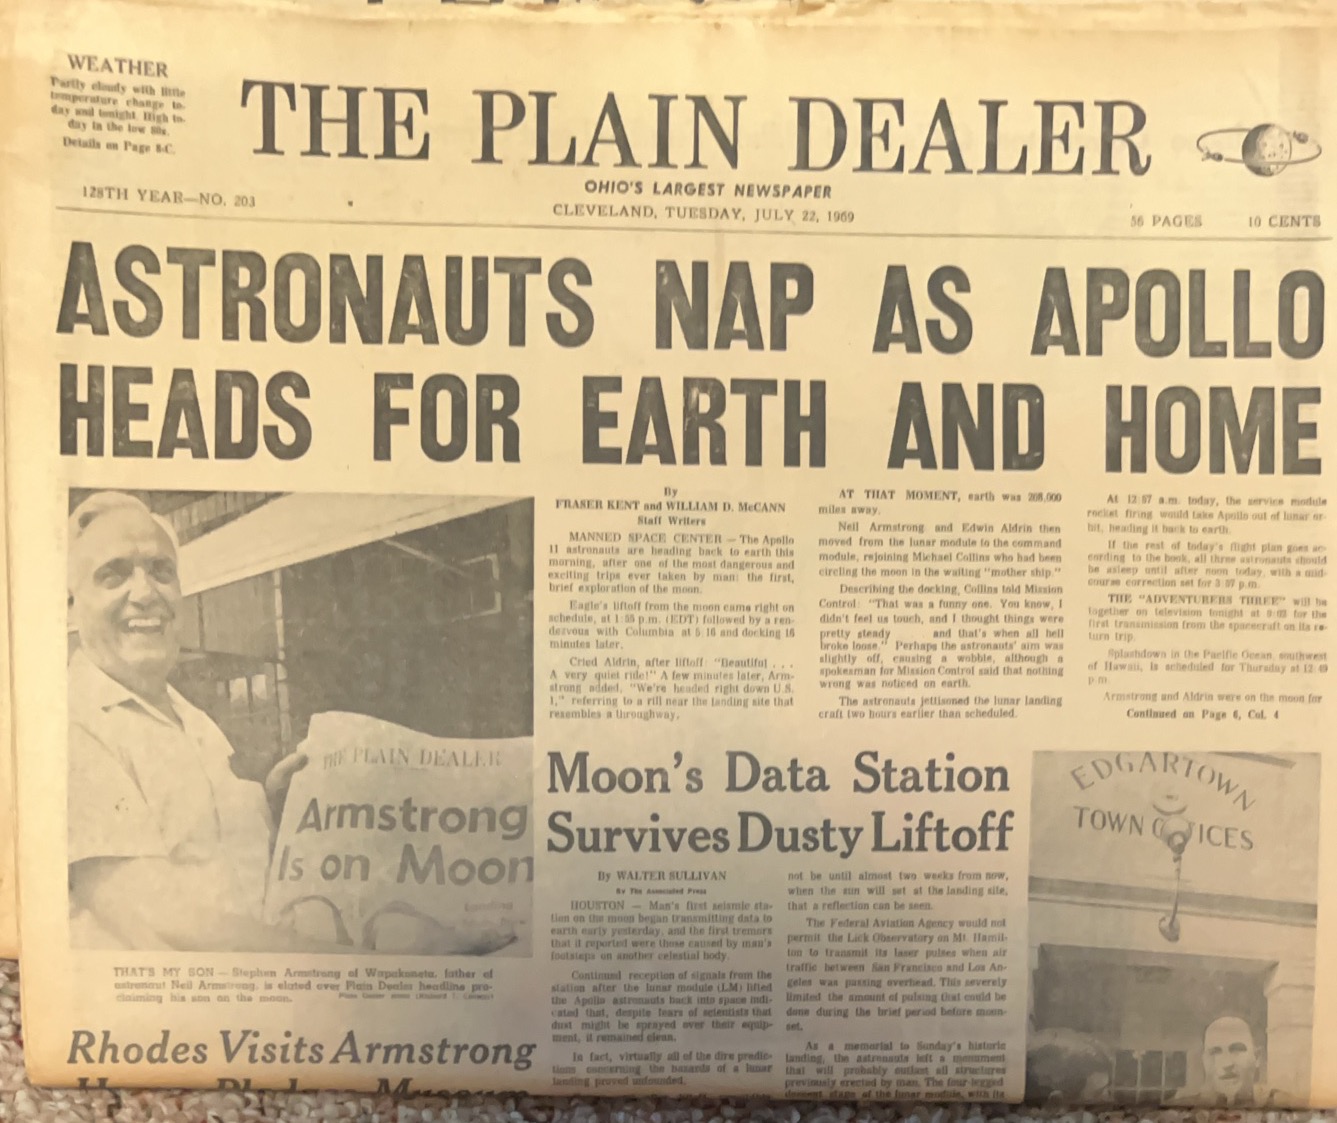 WEATHER
Partly cloudy with little
temperature change to-
day and tonight. High to-
day in the low 80s.
Details on Page 8-C.
THE PLAIN DEALER
OHIO'S LARGEST NEWSPAPER
128TH YEAR—NO. 203
CLEVELAND, TUESDAY, JULY 22, 1969
56 PAGES
10 CENTS
ASTRONAUTS NAP AS APOLLO
HEADS FOR EARTH AND HOME
THE PLAIN DEALER
Armstrong
Is on Moon
THAT'S MY SON — Stephen Armstrong of Wapakoneta, father of
astronaut Neil Armstrong, is elated over Plain Dealer headline pro-
claiming his son on the moon.
Rhodes Visits Armstrong
By
FRASER KENT and WILLIAM D. McCANN
Staff Writers
MANNED SPACE CENTER — The Apollo
11 astronauts are heading back to earth this
morning, after one of the most dangerous and
exciting trips ever taken by man: the first,
brief exploration of the moon.
Eagle's liftoff from the moon came right on
schedule, at 1:55 p.m. (EDT) followed by a ren-
dezvous with Columbia at 5:16 and docking 16
minutes later.
Cried Aldrin, after liftoff: "Beautiful . . .
A very quiet ride!" A few minutes later, Arm-
strong added, "We're headed right down U.S.
1," referring to a rill near the landing site that
resembles a throughway.
AT THAT MOMENT, earth was 208,000
miles away.
Neil Armstrong and Edwin Aldrin then
moved from the lunar module to the command
module, rejoining Michael Collins who had been
circling the moon in the waiting "mother ship."
Describing the docking, Collins told Mission
Control: "That was a funny one. You know, I
didn't feel us touch, and I thought things were
pretty steady and that's when all hell
broke loose." Perhaps the astronauts' aim was
slightly off, causing a wobble, although a
spokesman for Mission Control said that nothing
wrong was noticed on earth.
The astronauts jettisoned the lunar landing
craft two hours earlier than scheduled.
At 12:57 a.m. today, the service module
rocket firing would take Apollo out of lunar or-
bit, heading it back to earth.
If the rest of today's flight plan goes ac-
cording to the book, all three astronauts should
be asleep until after noon today, with a mid-
course correction set for 3:57 p.m.
THE "ADVENTURERS THREE" will be
together on television tonight at 9:02 for the
first transmission from the spacecraft on its re-
turn trip.
Splashdown in the Pacific Ocean, southwest
of Hawaii, is scheduled for Thursday at 12:49
p.m.
Armstrong and Aldrin were on the moon for
Continued on Page 6, Col. 4
Moon's Data Station
Survives Dusty Liftoff
By WALTER SULLIVAN
By The Associated Press
HOUSTON — Man's first seismic sta-
tion on the moon began transmitting data to
earth early yesterday, and the first tremors
that it reported were those caused by man's
footsteps on another celestial body.
Continued reception of signals from the
station after the lunar module (LM) lifted
the Apollo astronauts back into space indi-
cated that, despite fears of scientists that
dust might be sprayed over their equip-
ment, it remained clean.
In fact, virtually all of the dire predic-
tions concerning the hazards of a lunar
landing proved unfounded.
not be until almost two weeks from now,
when the sun will set at the landing site,
that a reflection can be seen.
The Federal Aviation Agency would not
permit the Lick Observatory on Mt. Hamil-
ton to transmit its laser pulses when air
traffic between San Francisco and Los An-
geles was passing overhead. This severely
limited the amount of pulsing that could be
done during the brief period before moon-
set.
As a memorial to Sunday's historic
landing, the astronauts left a monument
that will probably outlast all structures
previously erected by man. The four-legged
descent stage of the lunar module, with its
EDGARTOWN
TOWN OFFICES